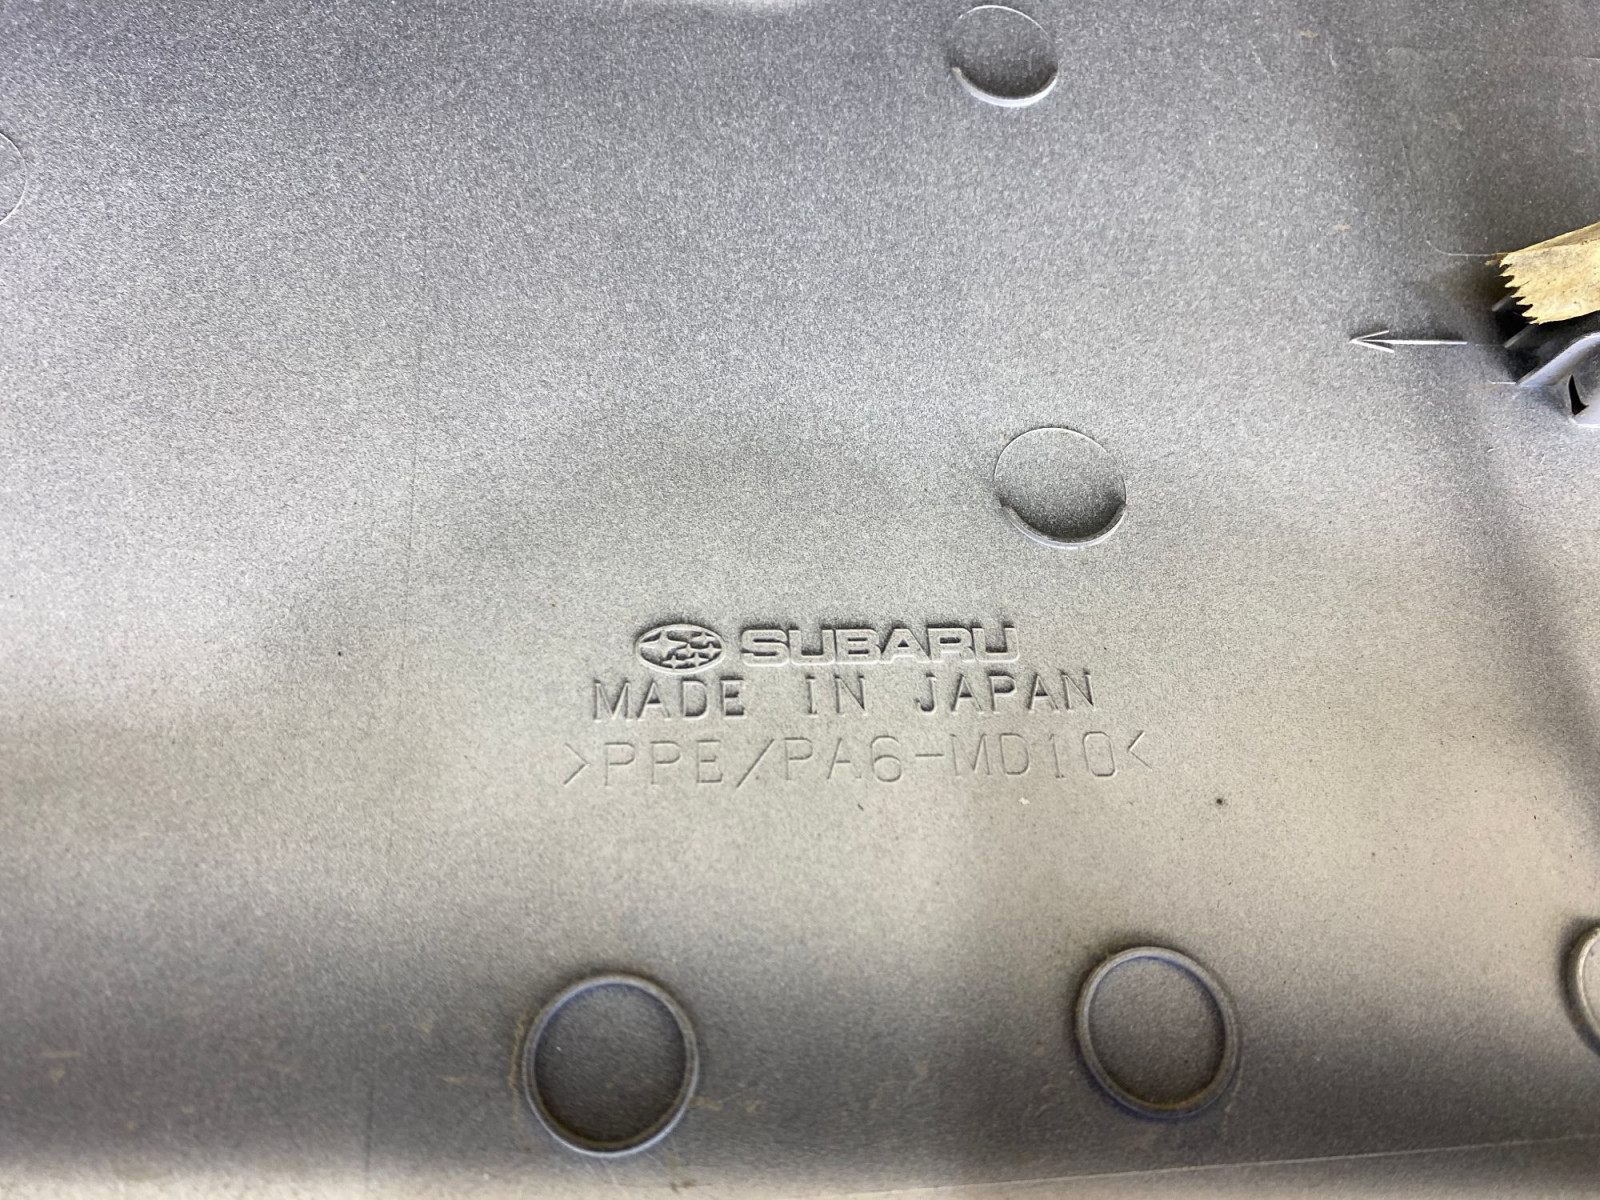 SUBARU
MADE IN JAPAN
>PPE/PA6-MD10<